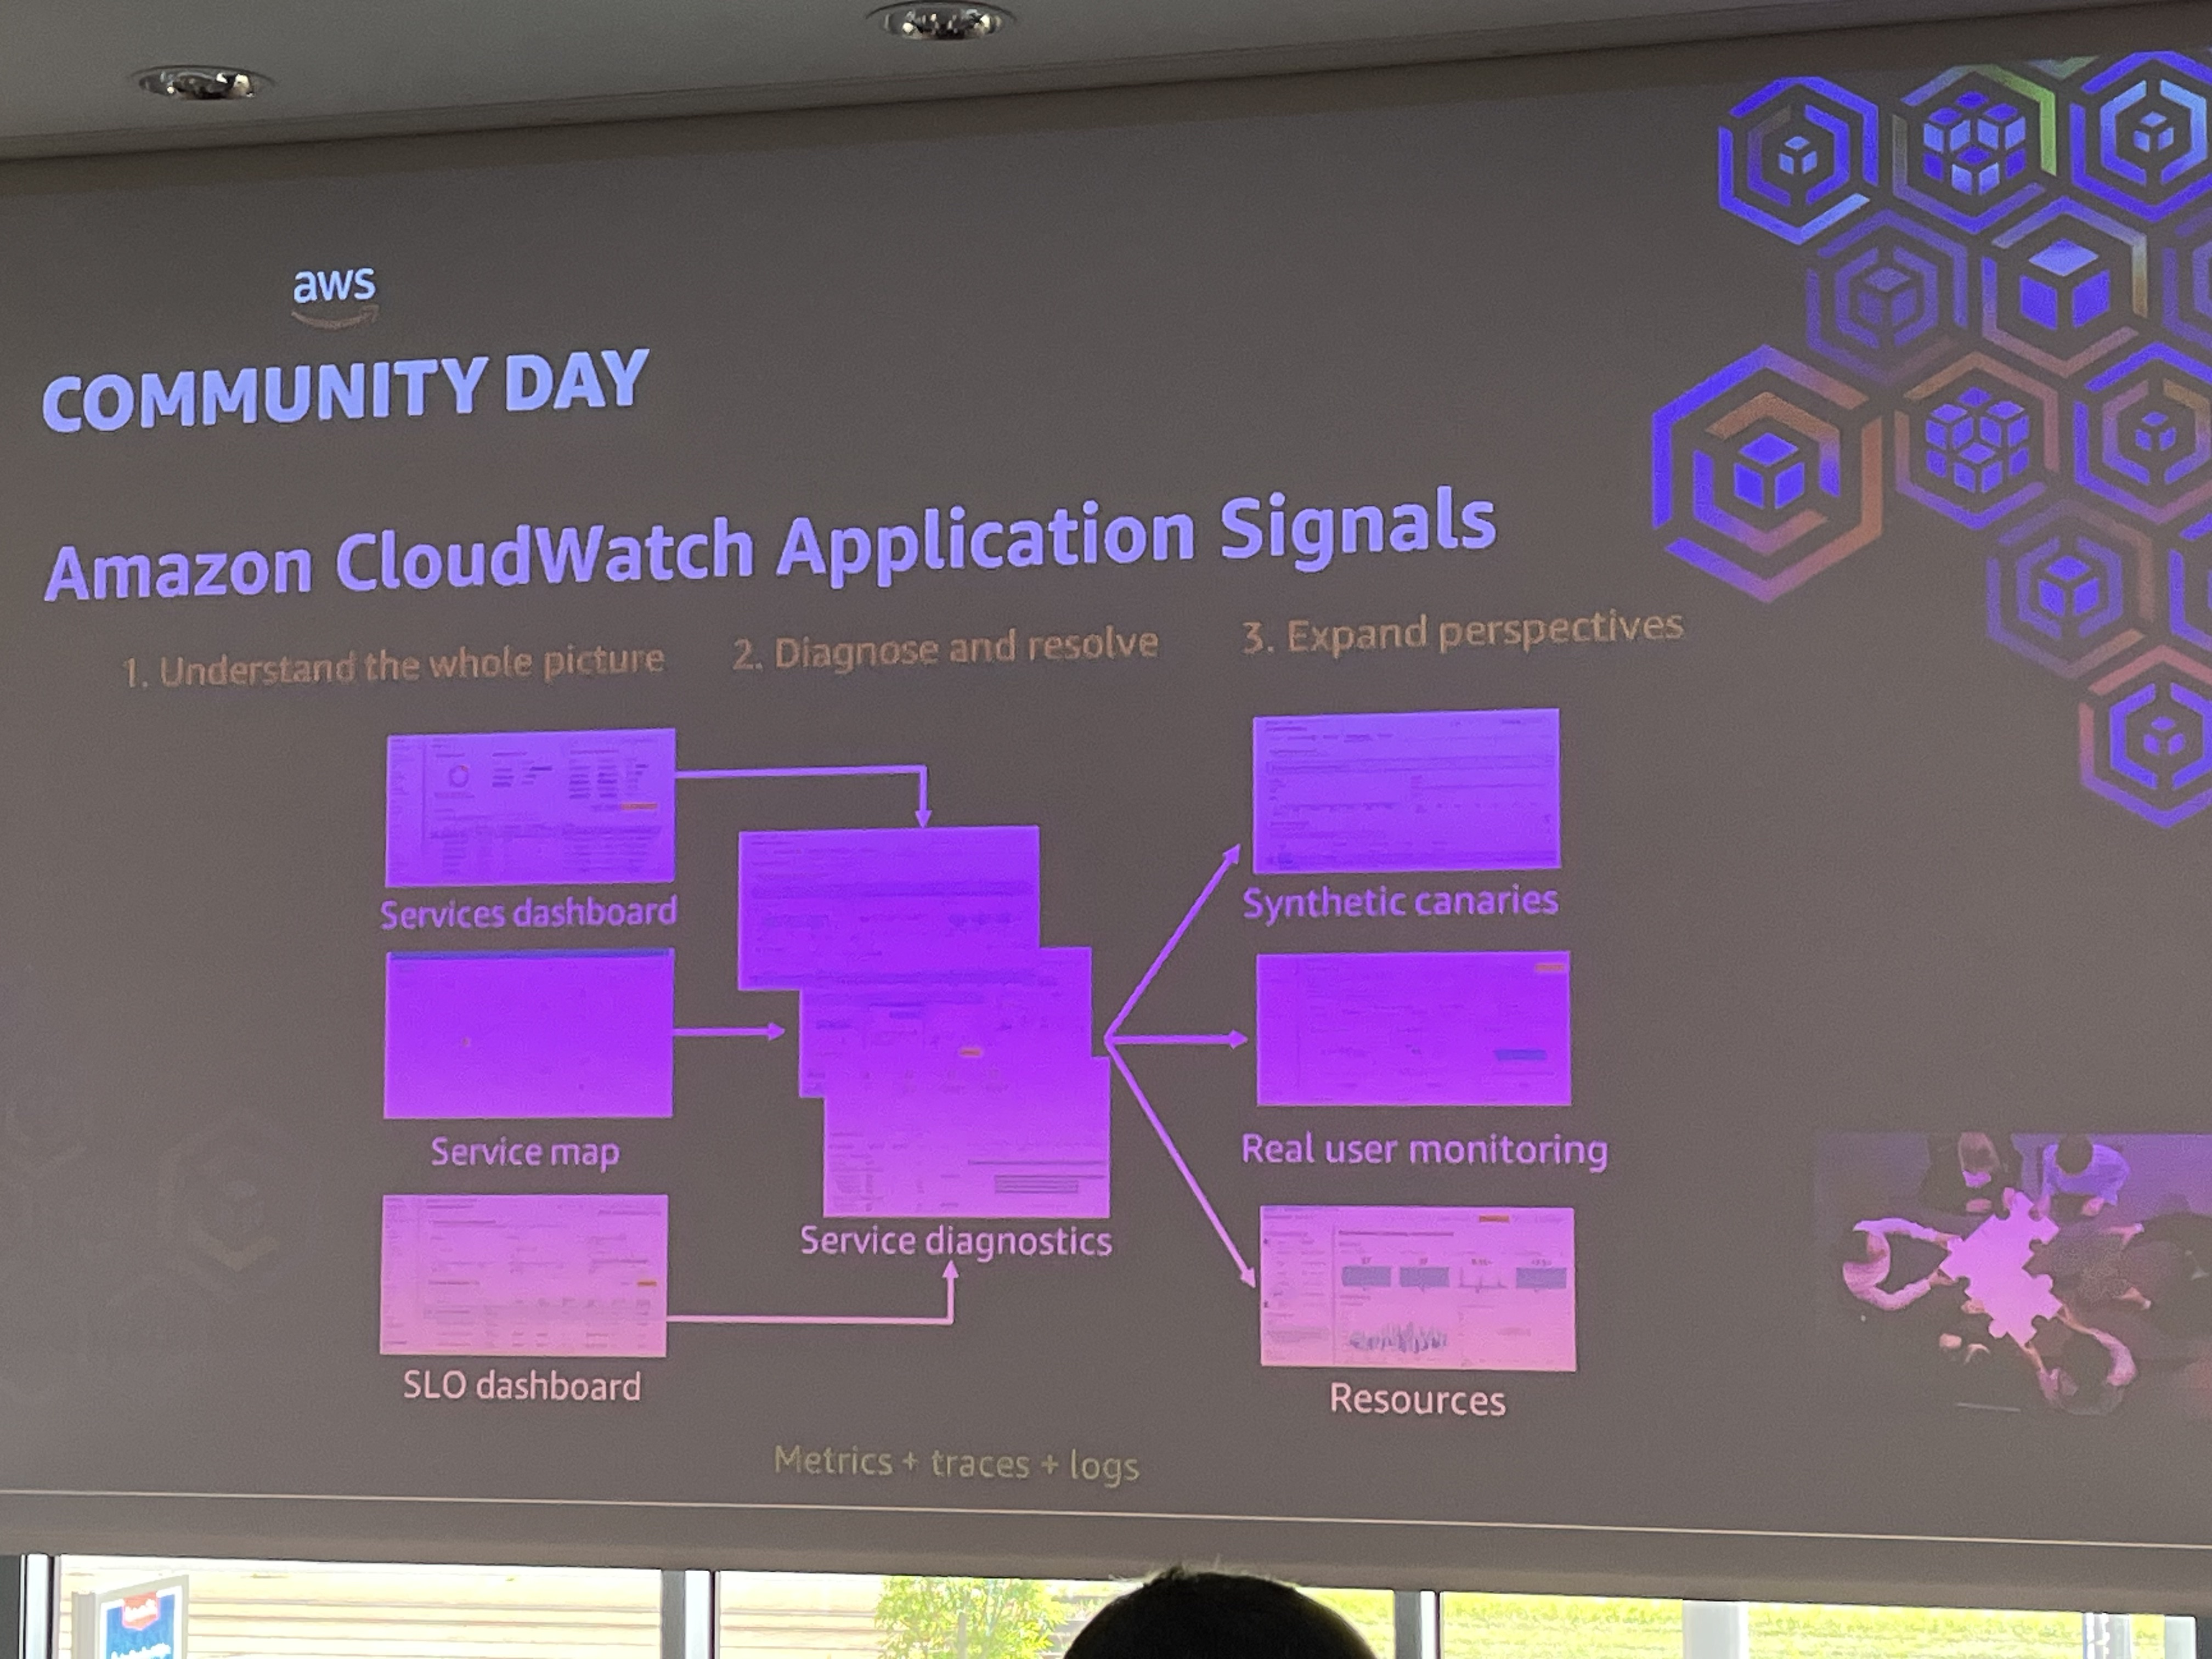 aws
COMMUNITY DAY
Amazon CloudWatch Application Signals
1. Understand the whole picture
2. Diagnose and resolve
3. Expand perspectives
Services dashboard
Service map
SLO dashboard
Service diagnostics
Synthetic canaries
Real user monitoring
Resources
Metrics + traces + logs